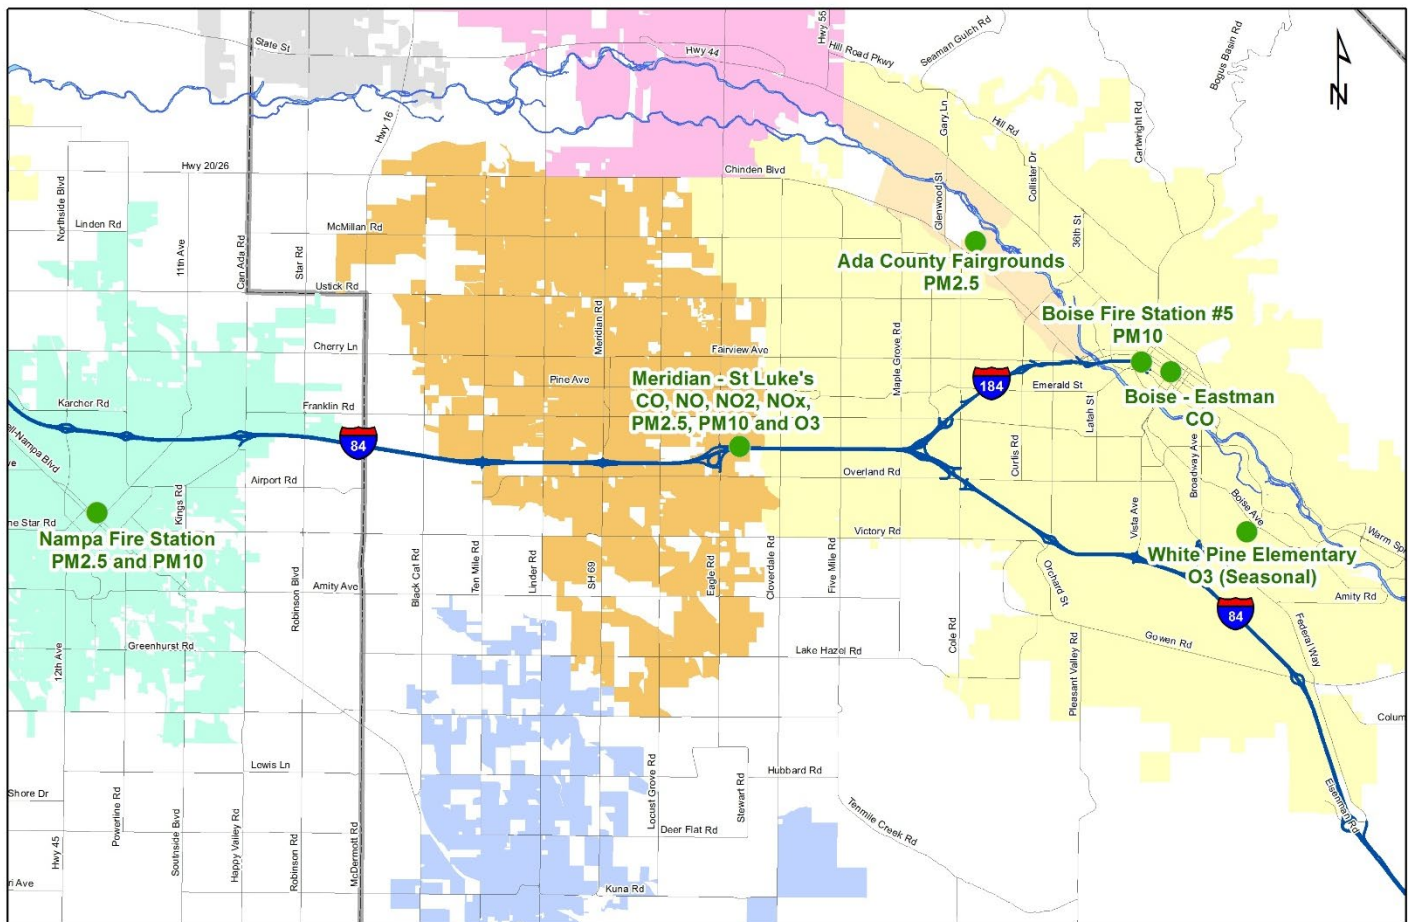 State St
Hwy 44
Hwy 55
Hill Road Pkwy
Seaman Gulch Rd
Bogus Basin Rd
N
Hwy 16
Gary Ln
Hill Rd
Cartwright Rd
Hwy 20/26
Chinden Blvd
Collister Dr
Northside Blvd
Linden Rd
11th Ave
Can Ada Rd
Star Rd
McMillan Rd
Glenwood St
36th St
Ada County Fairgrounds
PM2.5
Ustick Rd
Meridian Rd
Boise Fire Station #5
PM10
Cherry Ln
Fairview Ave
Maple Grove Rd
Pine Ave
Meridian - St Luke's
CO, NO, NO2, NOx,
PM2.5, PM10 and O3
184
Emerald St
Latah St
Boise - Eastman
CO
Karcher Rd
Franklin Rd
84
Nampa Blvd
Airport Rd
Kings Rd
Overland Rd
Curtis Rd
Broadway Ave
Star Rd
Nampa Fire Station
PM2.5 and PM10
Victory Rd
Vista Ave
Boise Ave
Warm
White Pine Elementary
O3 (Seasonal)
Robinson Blvd
Amity Ave
Black Cat Rd
Ten Mile Rd
Linder Rd
SH 69
Eagle Rd
Cloverdale Rd
Five Mile Rd
Orchard St
84
Amity Rd
12th Ave
Greenhurst Rd
Lake Hazel Rd
Cole Rd
Pleasant Valley Rd
Gowen Rd
Federal Way
Lewis Ln
Locust Grove Rd
Stewart Rd
Hubbard Rd
Shore Dr
Powerline Rd
Southside Blvd
Happy Valley Rd
Robinson Rd
McDermott Rd
Deer Flat Rd
Tenmile Creek Rd
Eisenman Rd
Hwy 45
Ave
Kuna Rd